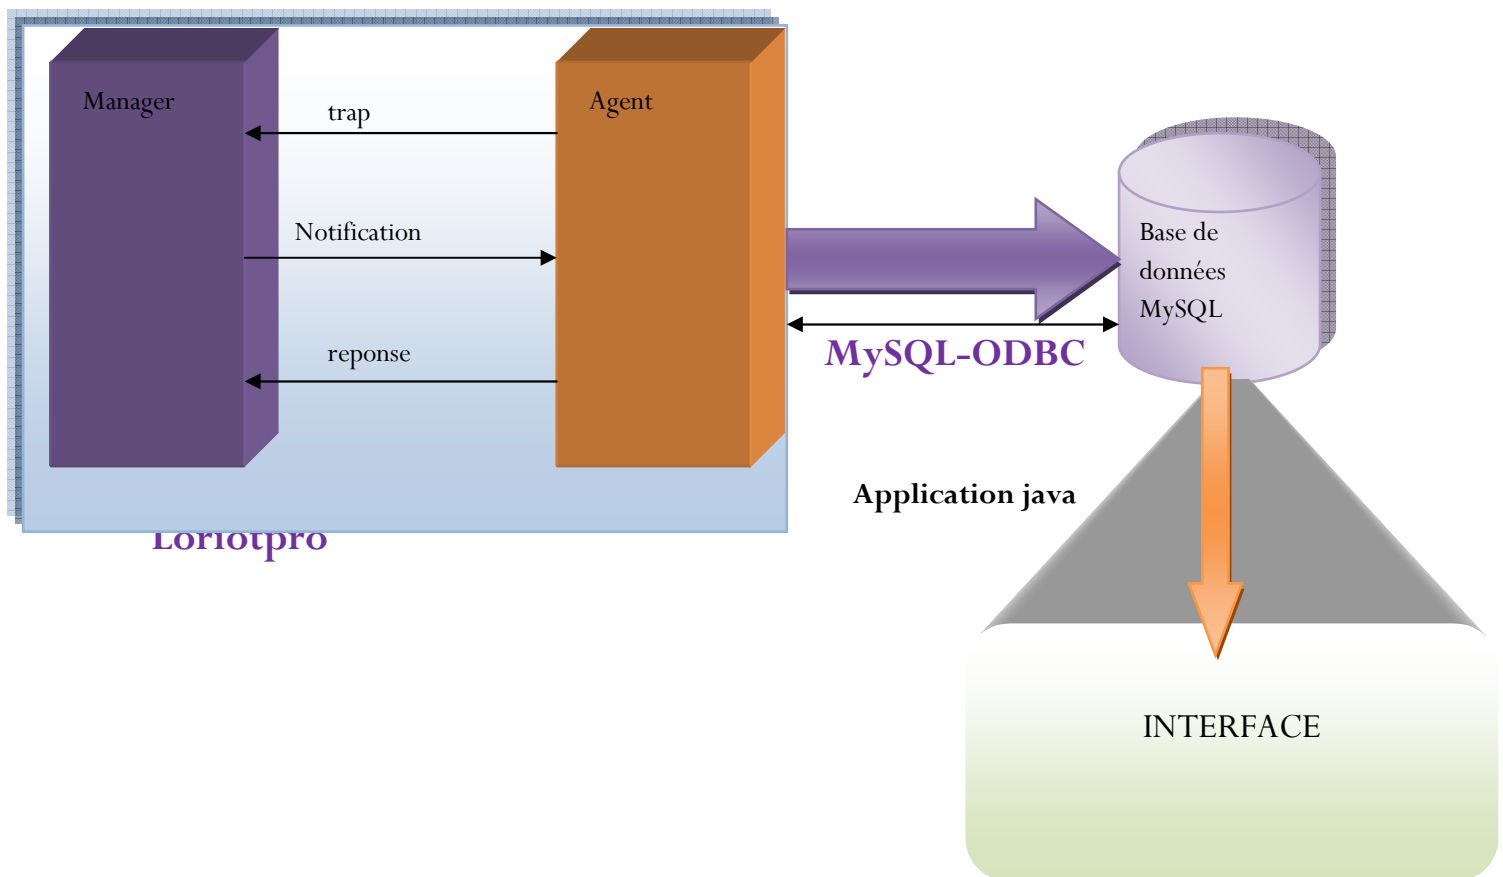 Manager
trap
Agent
Notification
reponse
Base de
données
MySQL
MySQL-ODBC
Application java
Loriotpro
INTERFACE